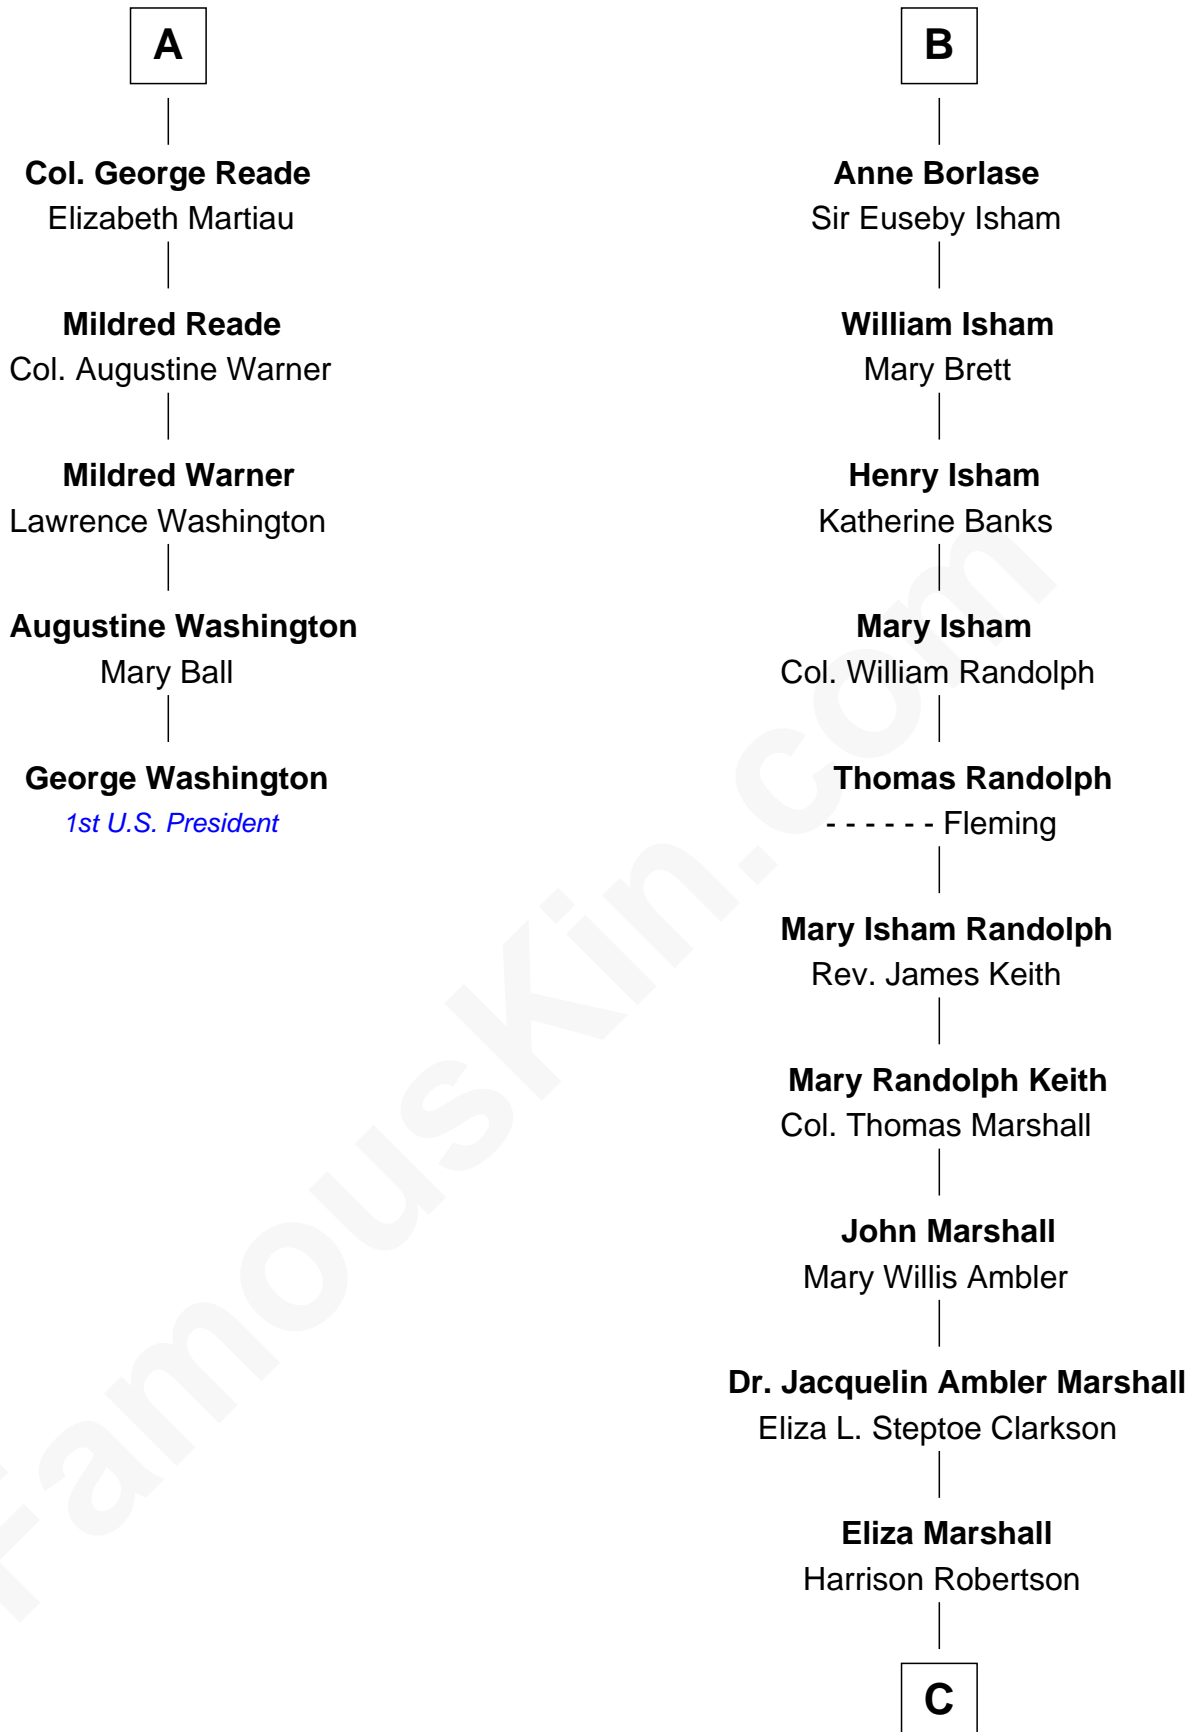 A
Col. George Reade
Elizabeth Martiau
Mildred Reade
Col. Augustine Warner
Mildred Warner
Lawrence Washington
Augustine Washington
Mary Ball
George Washington
1st U.S. President
B
Anne Borlase
Sir Euseby Isham
William Isham
Mary Brett
Henry Isham
Katherine Banks
Mary Isham
Col. William Randolph
Thomas Randolph
- - - - - - Fleming
Mary Isham Randolph
Rev. James Keith
Mary Randolph Keith
Col. Thomas Marshall
John Marshall
Mary Willis Ambler
Dr. Jacquelin Ambler Marshall
Eliza L. Steptoe Clarkson
Eliza Marshall
Harrison Robertson
C
FamousKin.com